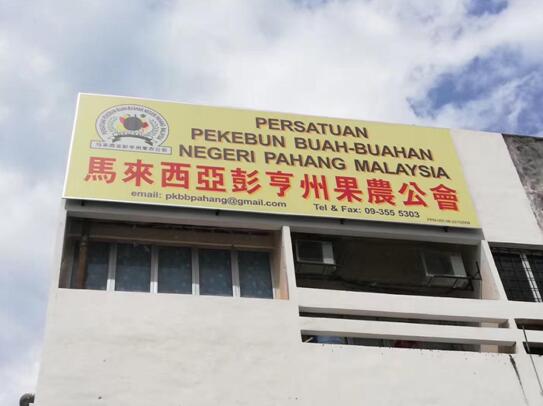 PERSATUAN
PEKEBUN BUAH-BUAHAN
NEGERI PAHANG MALAYSIA
馬來西亞彭亨州果農公會
email: pkbbpahang@gmail.com
Tel & Fax: 09-355 5303